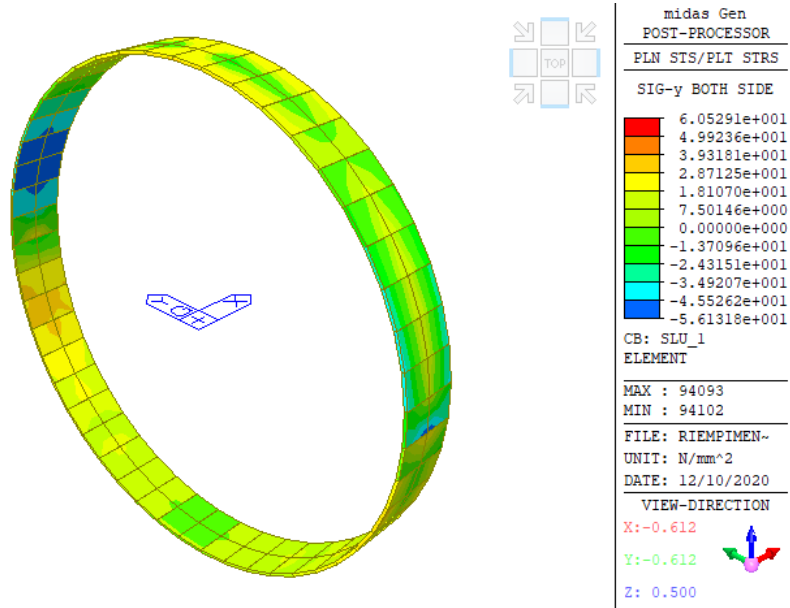 TOP
midas Gen
POST-PROCESSOR
PLN STS/PLT STRS
SIG-y BOTH SIDE
6.05291e+001
4.99236e+001
3.93181e+001
2.87125e+001
1.81070e+001
7.50146e+000
0.00000e+000
-1.37096e+001
-2.43151e+001
-3.49207e+001
-4.55262e+001
-5.61318e+001
CB: SLU_1
ELEMENT
MAX : 94093
MIN : 94102
FILE: RIEMPIMEN~
UNIT: N/mm^2
DATE: 12/10/2020
VIEW-DIRECTION
X:-0.612
Y:-0.612
Z: 0.500